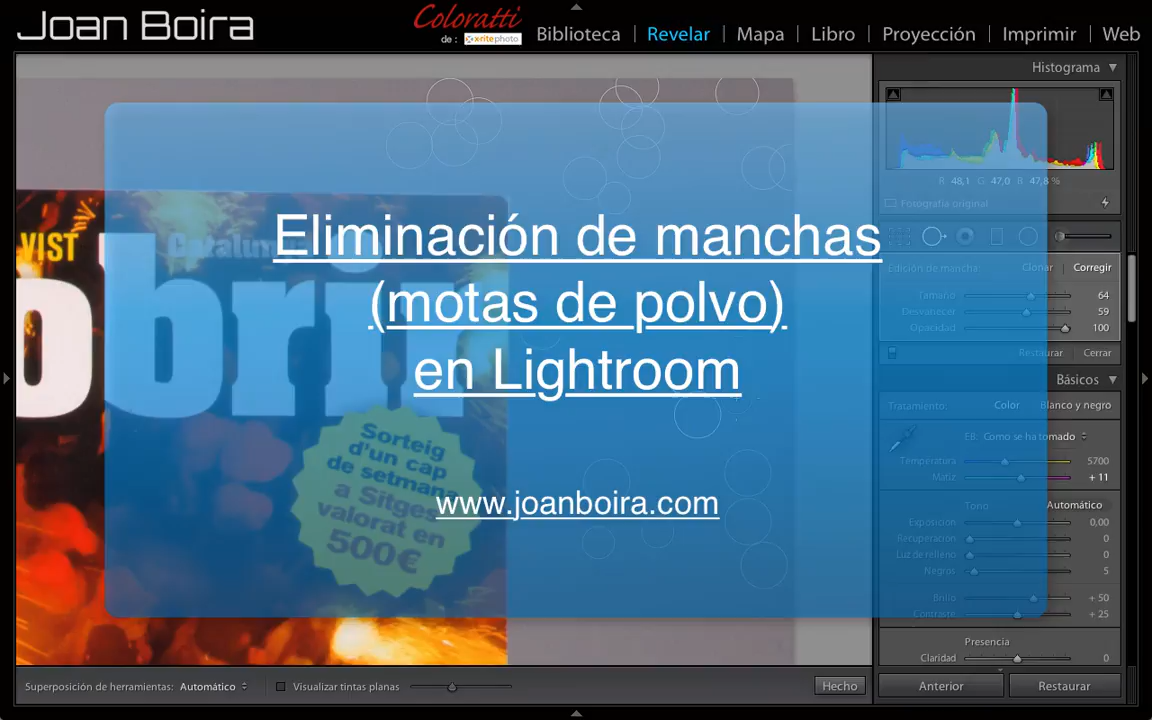 Joan Boira
Coloratti
de : x·rite photo
Biblioteca | Revelar | Mapa | Libro | Proyección | Imprimir | Web
Histograma
R 48,1 G 47,0 B 47,8 %
Fotografía original
VIST
Catalunya
obrir
Eliminación de manchas
(motas de polvo)
en Lightroom
www.joanboira.com
Sorteig
d'un cap
de setmana
a Sitges
valorat en
500€
Edición de mancha: Clonar | Corregir
Tamaño 64
Desvanecer 59
Opacidad 100
Restaurar Cerrar
Básicos
Tratamiento: Color Blanco y negro
EB: Como se ha tomado
Temperatura 5700
Matiz + 11
Tono Automático
Exposición 0,00
Recuperación 0
Luz de relleno 0
Negros 5
Brillo + 50
Contraste + 25
Presencia
Claridad 0
Superposición de herramientas: Automático Visualizar tintas planas Hecho
Anterior Restaurar